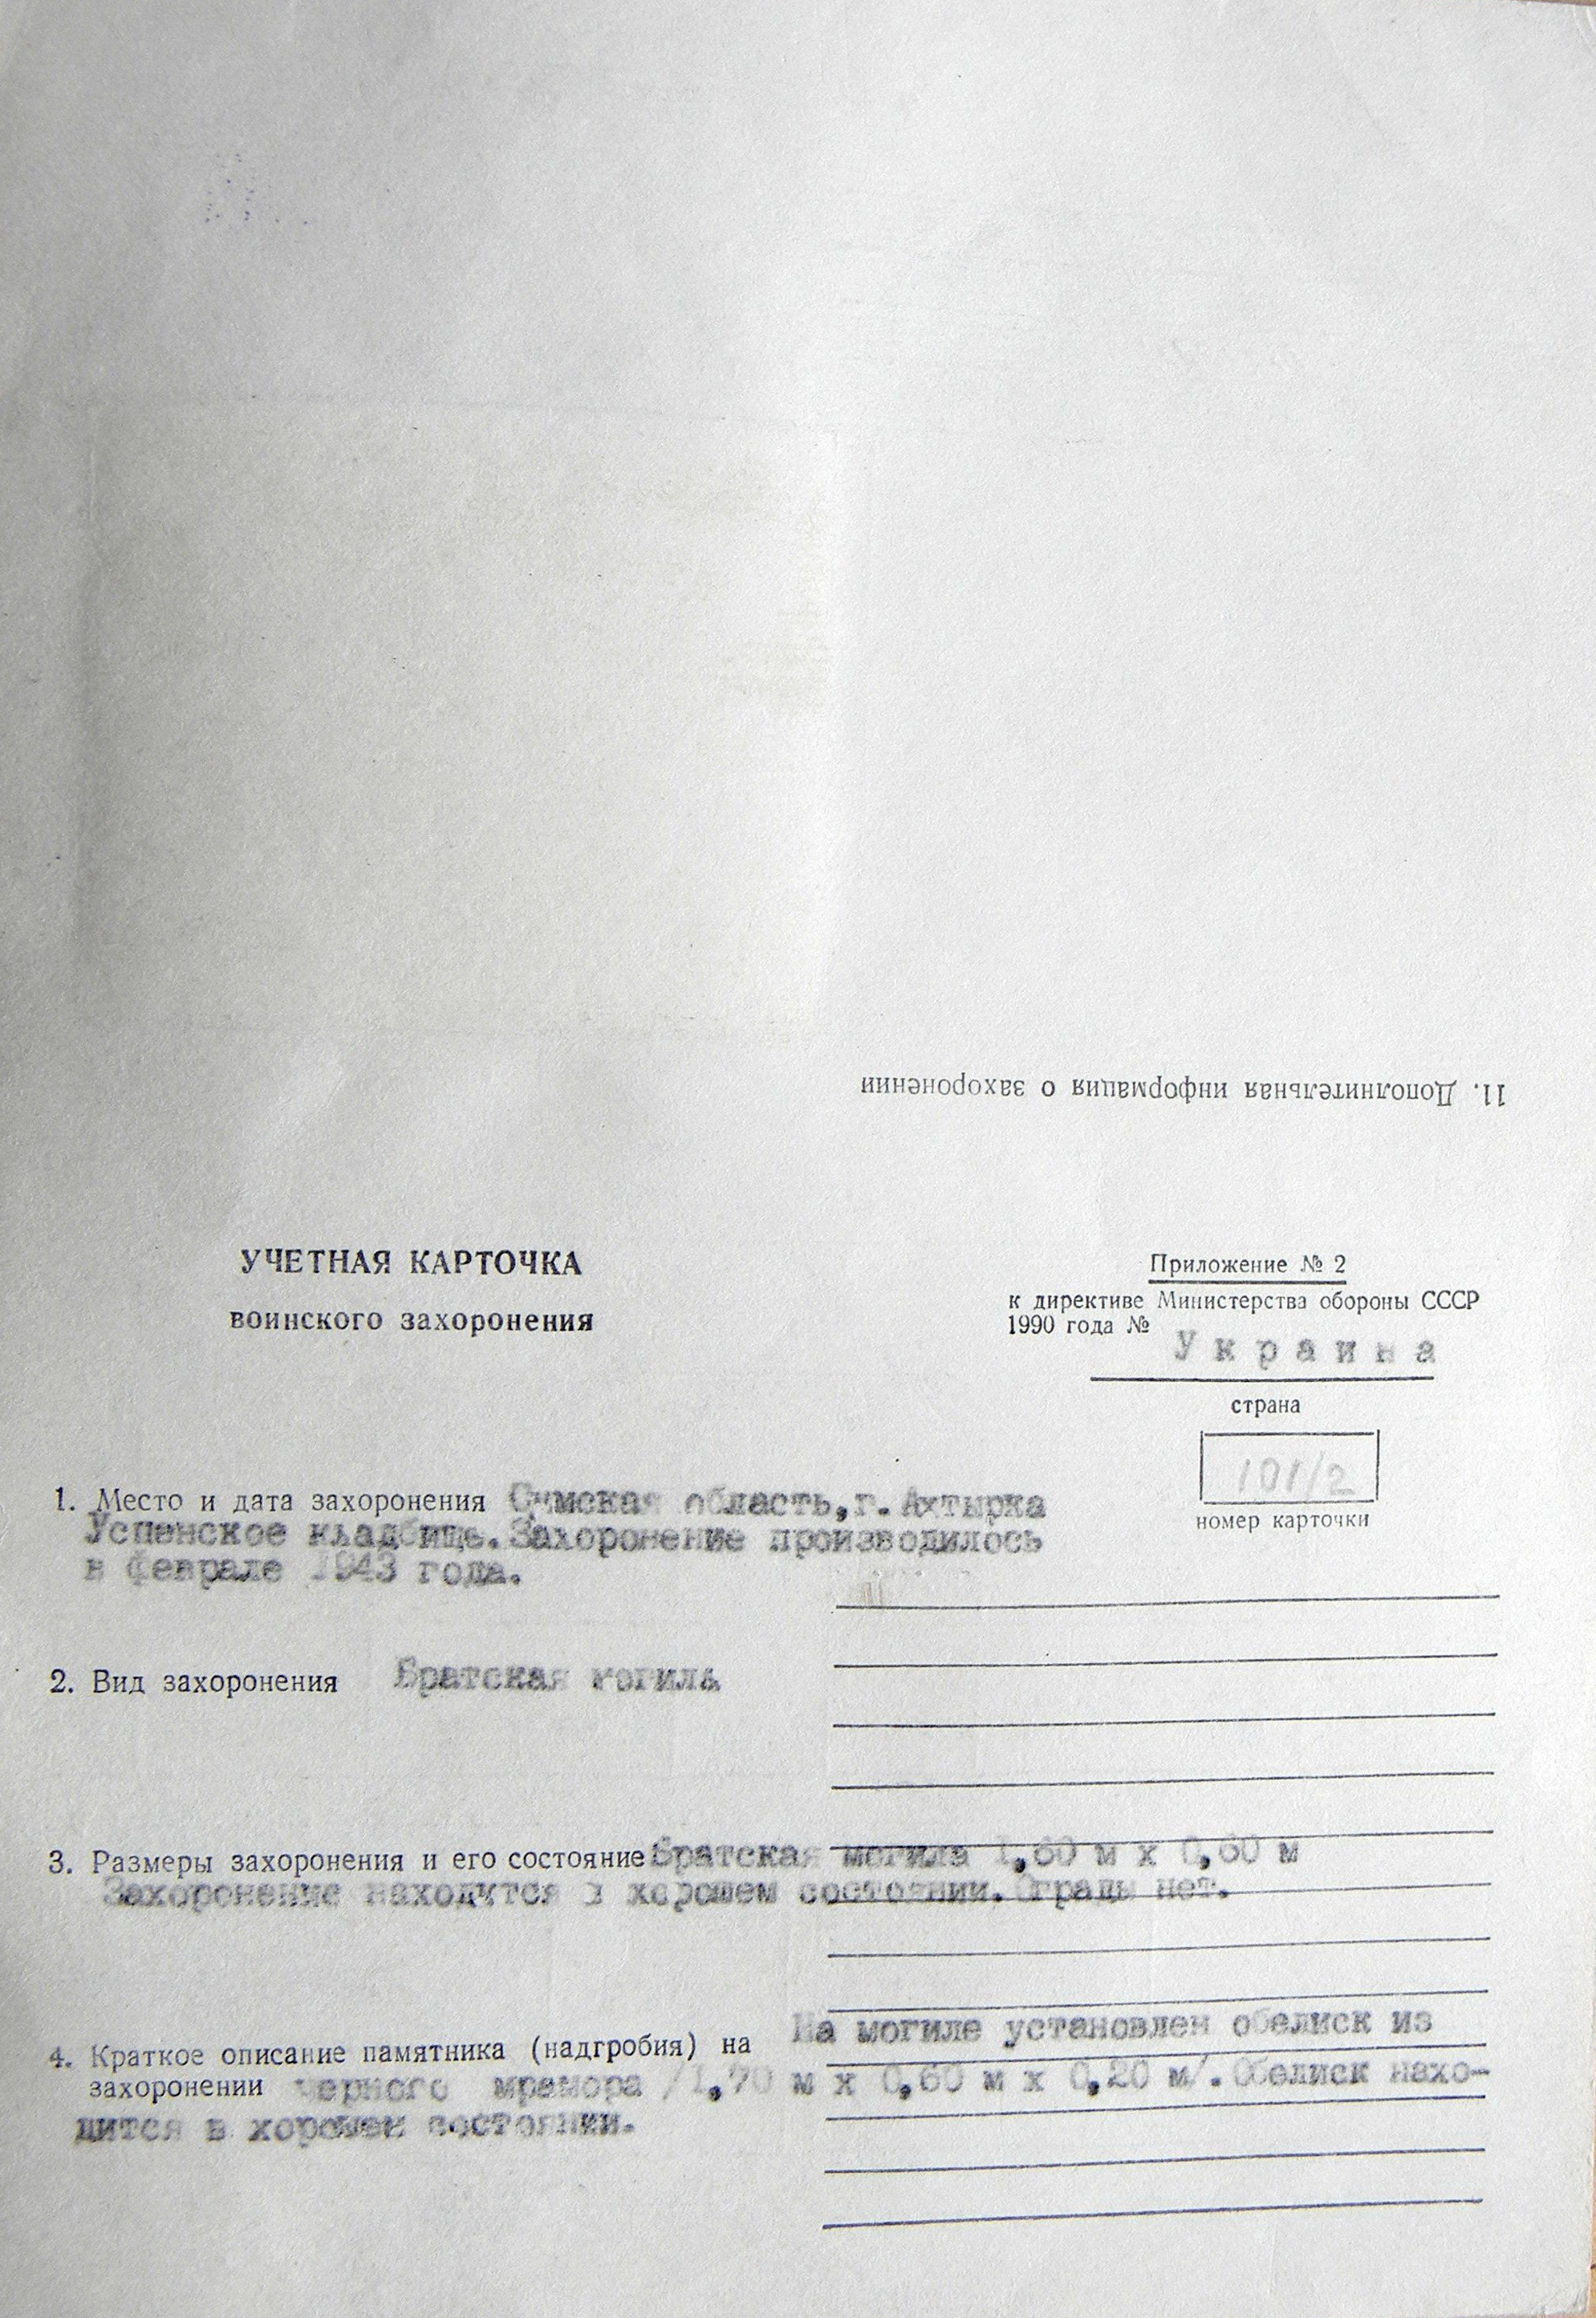 11. Дополнительная информация о захоронении
УЧЕТНАЯ КАРТОЧКА
воинского захоронения
Приложение № 2
к директиве Министерства обороны СССР
1990 года №
Украина
страна
101/2
номер карточки
1. Место и дата захоронения Сумская область,г.Ахтырка
Успенское кладбище.Захоронение производилось
в феврале 1943 года.
2. Вид захоронения Братская могила
3. Размеры захоронения и его состояние Братская могила 1,60 м х 0,60 м
Захоронение находится в хорошем состоянии. Ограды нет.
4. Краткое описание памятника (надгробия) на На могиле установлен обелиск из
захоронении черного мрамора /1,70 м х 0,60 м х 0,20 м/. Обелиск нахо-
дится в хорошем состоянии.